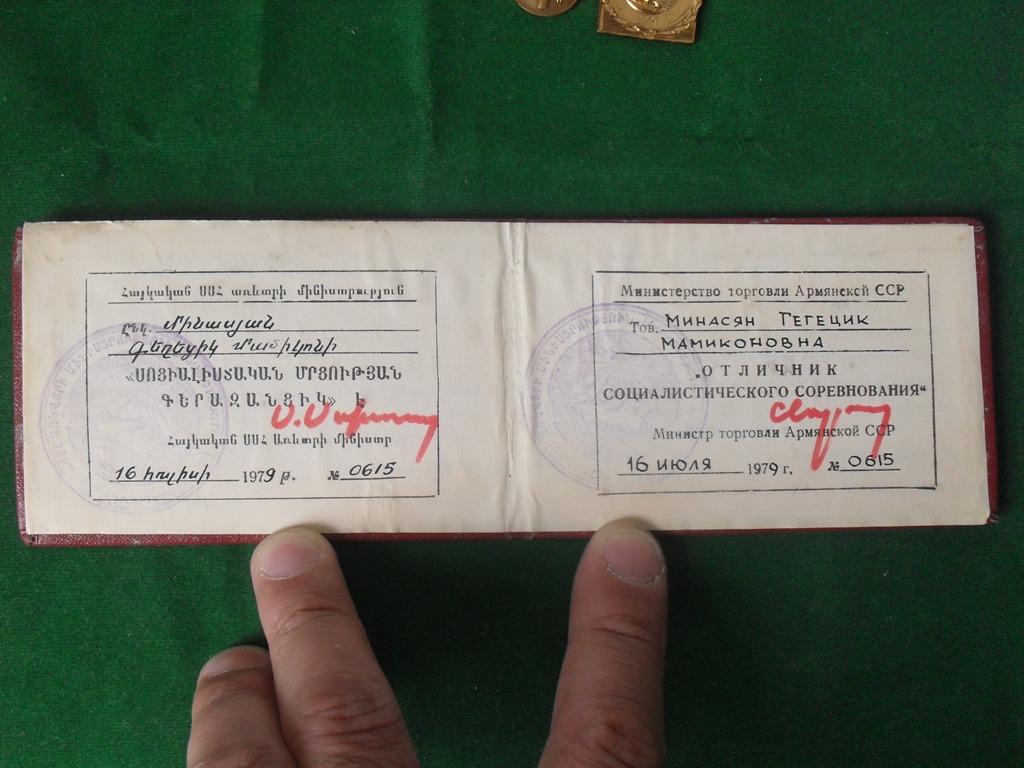 Հայկական ՍՍՀ առևտրի մինիստրություն
Ընկ. Մինասյան
Գեղեցիկ Մամիկոնի
«ՍՈՑԻԱԼԻՍՏԱԿԱՆ ՄՐՑՈՒԹՅԱՆ
ԳԵՐԱԶԱՆՑԻԿ» է
Հայկական ՍՍՀ Առևտրի մինիստր
16 հուլիսի 1979 թ. № 0615
Министерство торговли Армянской ССР
Тов. МИНАСЯН ГЕГЕЦИК
МАМИКОНОВНА
„ОТЛИЧНИК
СОЦИАЛИСТИЧЕСКОГО СОРЕВНОВАНИЯ“
Министр торговли Армянской ССР
16 ИЮЛЯ 1979 г. № 0615